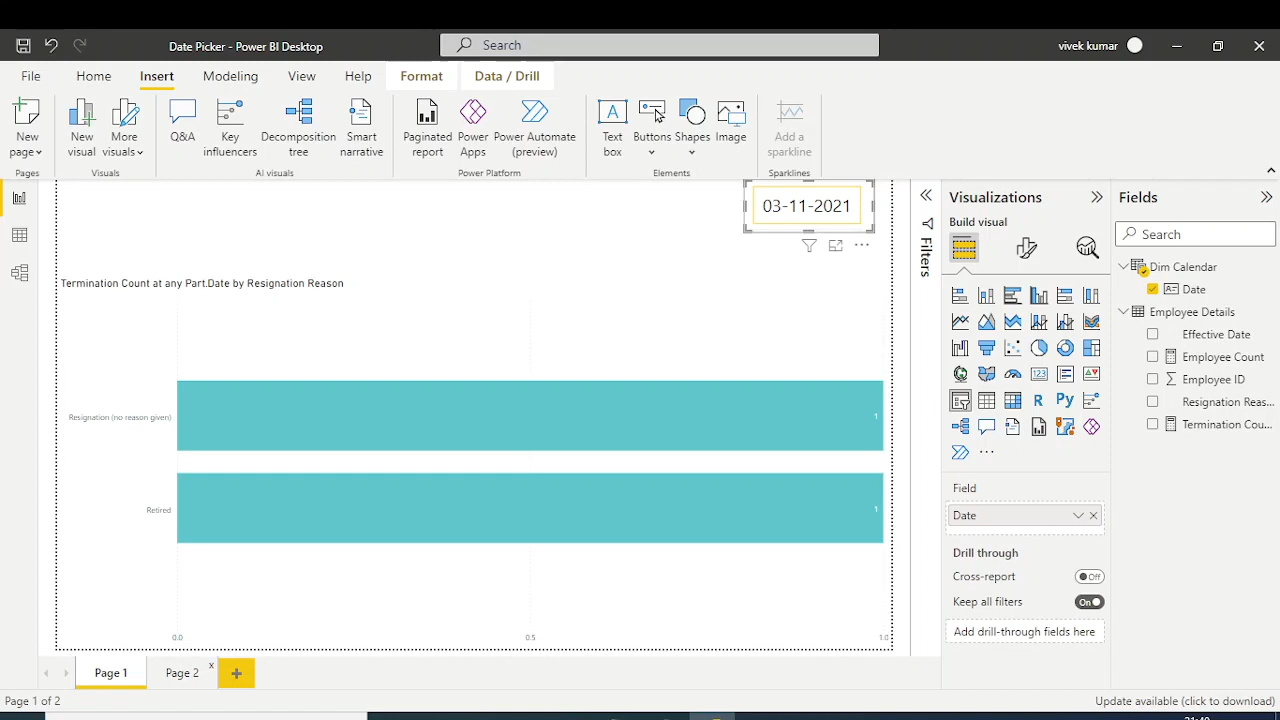 Date Picker - Power BI Desktop
Search
vivek kumar
File
Home
Insert
Modeling
View
Help
Format
Data / Drill
New page
New visual
More visuals
Q&A
Key influencers
Decomposition tree
Smart narrative
Paginated report
Power Apps
Power Automate (preview)
Text box
Buttons
Shapes
Image
Add a sparkline
Pages
Visuals
AI visuals
Power Platform
Elements
Sparklines
03-11-2021
Termination Count at any Part.Date by Resignation Reason
Resignation (no reason given)
1
Retired
1
0.0
0.5
1.0
Filters
Visualizations
Build visual
123
R
Py
Field
Date
Drill through
Cross-report
Off
Keep all filters
On
Add drill-through fields here
Fields
Search
Dim Calendar
Date
Employee Details
Effective Date
Employee Count
Employee ID
Resignation Reas...
Termination Cou...
Page 1
Page 2
x
+
Page 1 of 2
Update available (click to download)